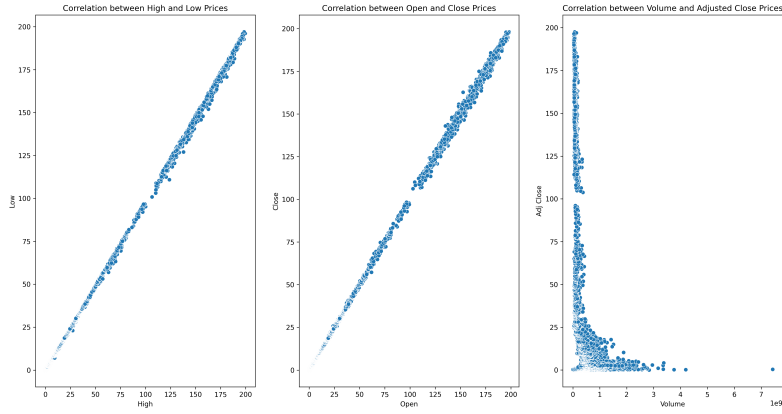 Correlation between High and Low Prices
200
175
150
125
100
75
50
25
0
Low
0 25 50 75 100 125 150 175 200
High
Correlation between Open and Close Prices
200
175
150
125
100
75
50
25
0
Close
0 25 50 75 100 125 150 175 200
Open
Correlation between Volume and Adjusted Close Prices
200
175
150
125
100
75
50
25
0
Adj Close
0 1 2 3 4 5 6 7
1e9
Volume